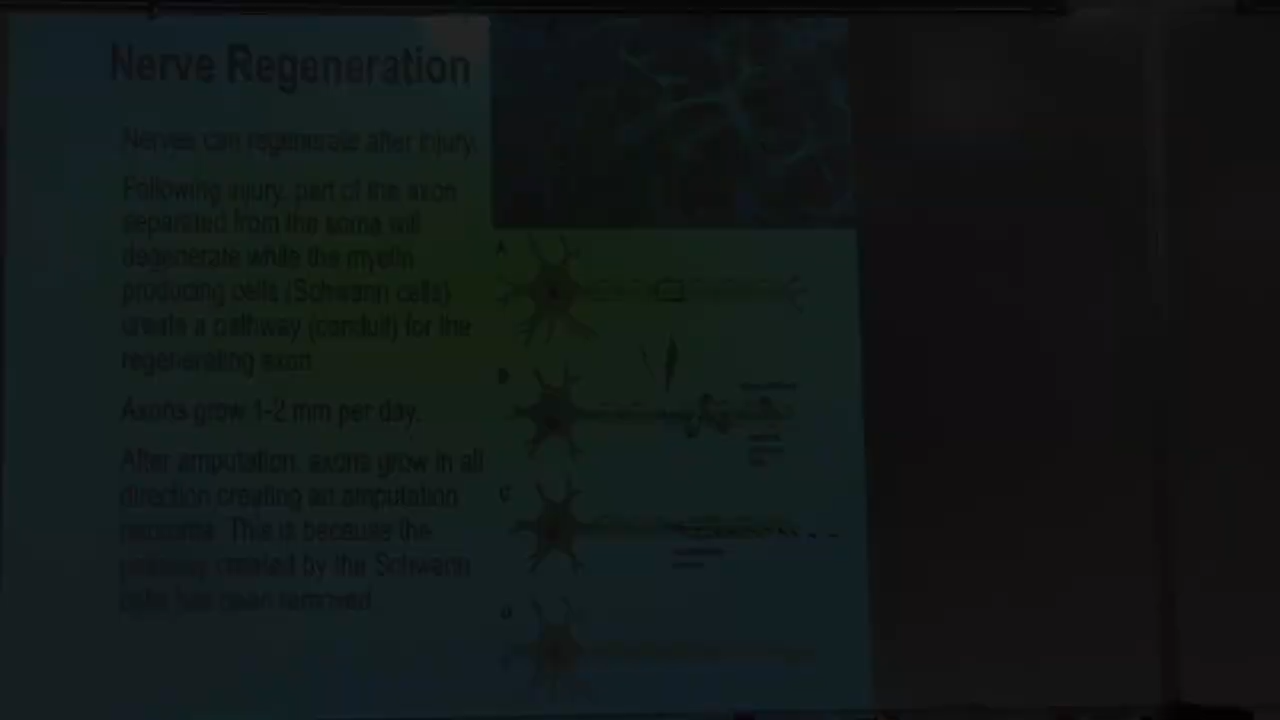 Nerve Regeneration
Nerves can regenerate after injury.
Following injury, part of the axon
separated from the soma will
degenerate while the myelin
producing cells (Schwann cells)
create a pathway (conduit) for the
regenerating axon
Axons grow 1-2 mm per day.
After amputation, axons grow in all
direction creating an amputation
neuroma. This is because the
pathway created by the Schwann
cells has been removed
A
B
C
D